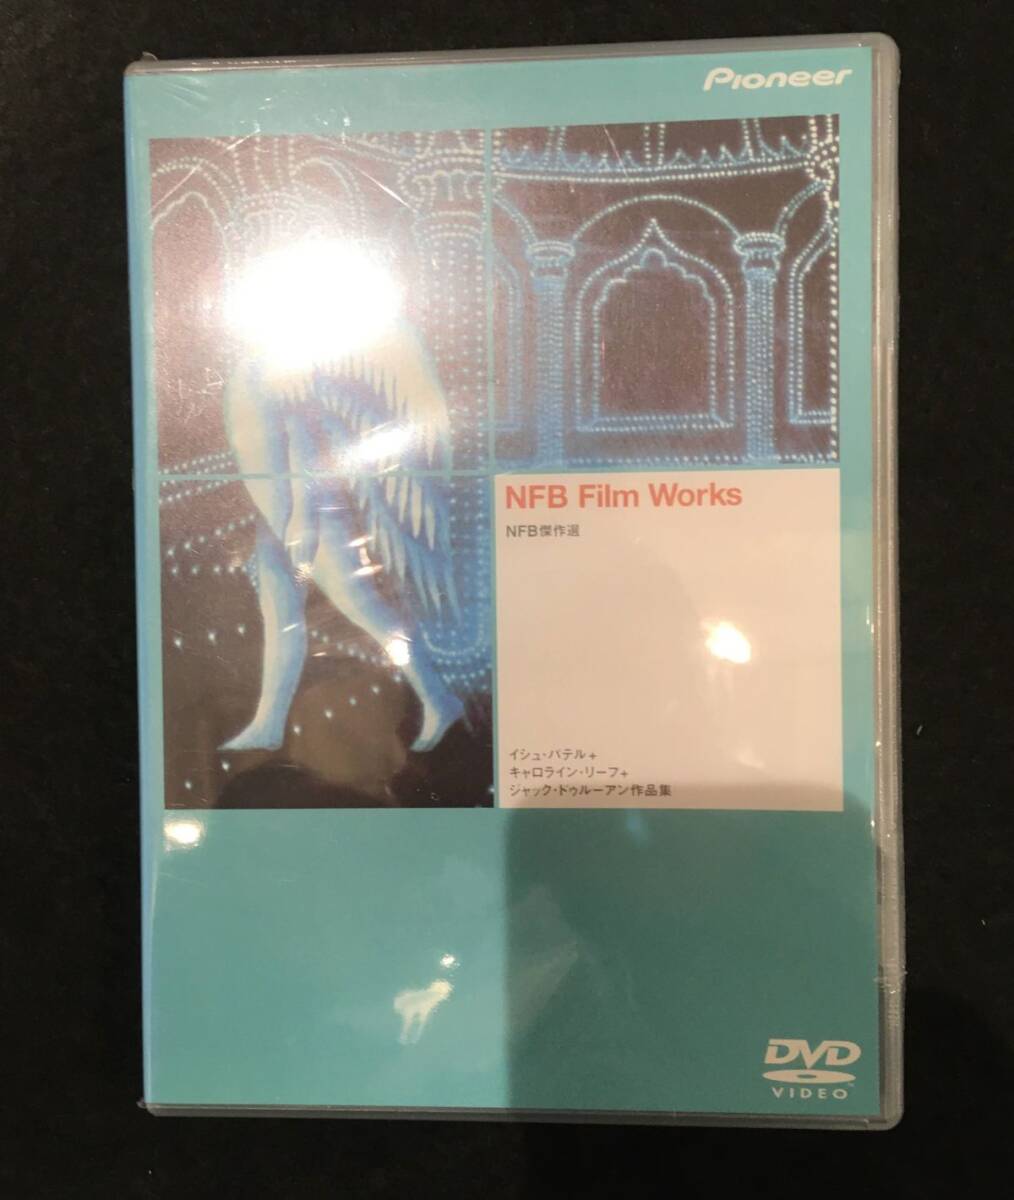 Pioneer
NFB Film Works
NFB傑作選
イシュ・パテル+
キャロライン・リーフ+
ジャック・ドゥルーアン作品集
DVD
VIDEO
TM